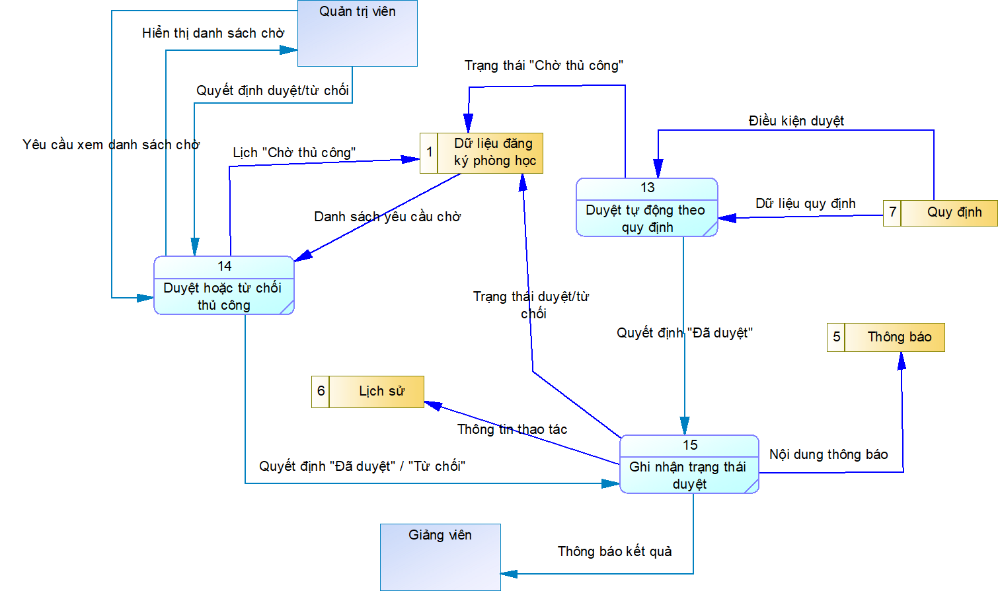 Quản trị viên
Hiển thị danh sách chờ
Trạng thái "Chờ thủ công"
Quyết định duyệt/từ chối
Điều kiện duyệt
Yêu cầu xem danh sách chờ
Lịch "Chờ thủ công"
1
Dữ liệu đăng
ký phòng học
13
Duyệt tự động theo
quy định
Dữ liệu quy định
7
Quy định
Danh sách yêu cầu chờ
14
Duyệt hoặc từ chối
thủ công
Trạng thái duyệt/từ
chối
Quyết định "Đã duyệt"
5
Thông báo
6
Lịch sử
Thông tin thao tác
15
Ghi nhận trạng thái
duyệt
Nội dung thông báo
Quyết định "Đã duyệt" / "Từ chối"
Giảng viên
Thông báo kết quả